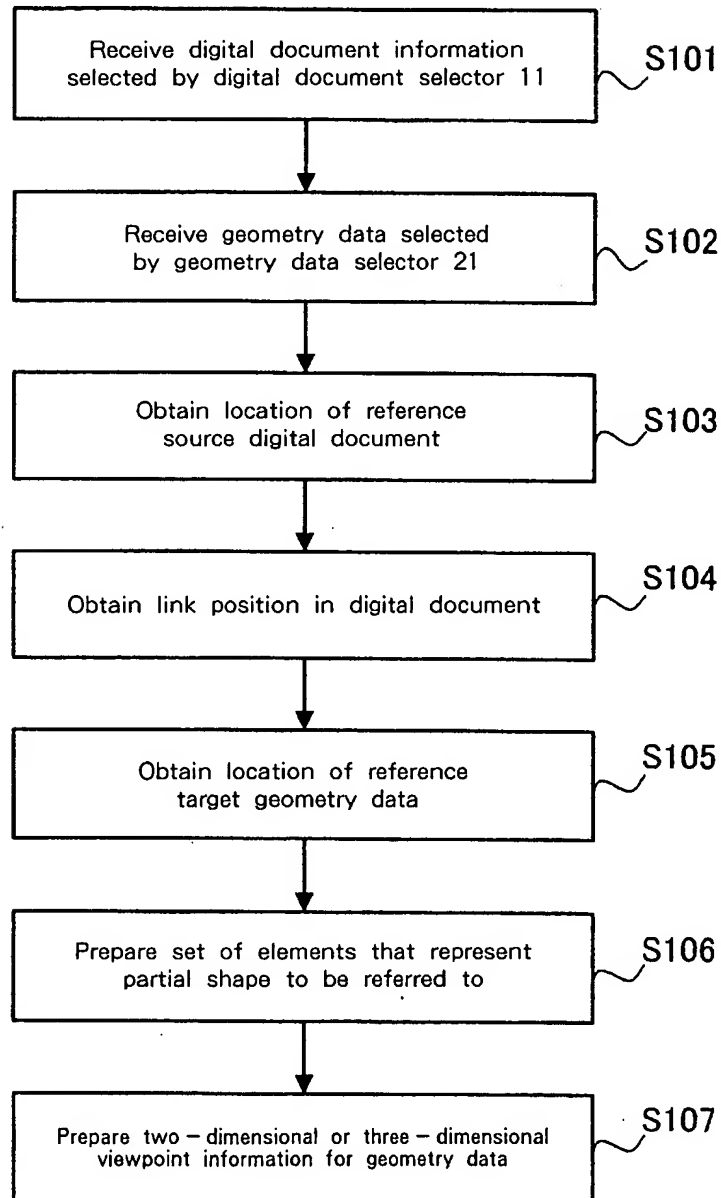 Receive digital document information
selected by digital document selector 11
S101
Receive geometry data selected
by geometry data selector 21
S102
Obtain location of reference
source digital document
S103
Obtain link position in digital document
S104
Obtain location of reference
target geometry data
S105
Prepare set of elements that represent
partial shape to be referred to
S106
Prepare two-dimensional or three-dimensional
viewpoint information for geometry data
S107